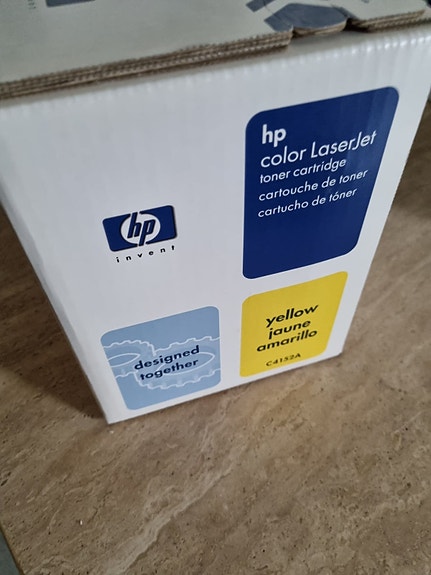 hp
color LaserJet
toner cartridge
cartouche de toner
cartucho de tóner
hp
invent
designed
together
yellow
jaune
amarillo
C4152A